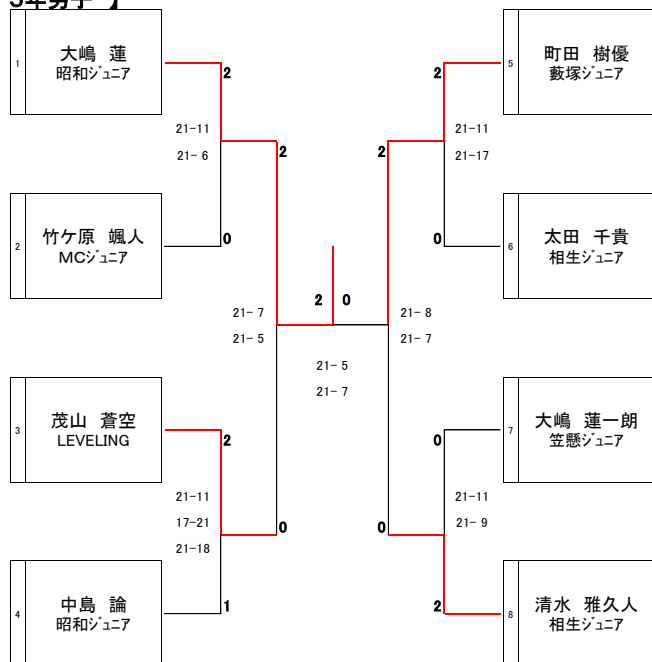 5年男子 】
1
大嶋 蓮
昭和ジュニア
2
21-11
21- 6
2
竹ケ原 颯人
MCジュニア
0
2
21- 7
21- 5
3
茂山 蒼空
LEVELING
2
21-11
17-21
21-18
4
中島 諭
昭和ジュニア
1
0
2 0
21- 5
21- 7
5
町田 樹優
藪塚ジュニア
2
21-11
21-17
6
太田 千貴
相生ジュニア
0
2
21- 8
21- 7
7
大嶋 蓮一朗
笠懸ジュニア
0
21-11
21- 9
8
清水 雅久人
相生ジュニア
2
0